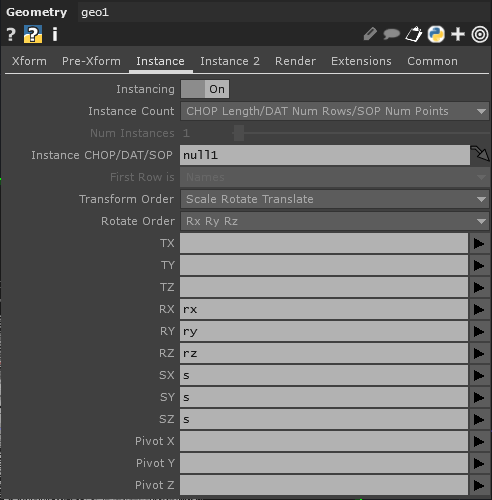 Geometry geo1
? ? i
Xform Pre-Xform Instance Instance 2 Render Extensions Common
Instancing On
Instance Count CHOP Length/DAT Num Rows/SOP Num Points
Num Instances 1
Instance CHOP/DAT/SOP null1
First Row is Names
Transform Order Scale Rotate Translate
Rotate Order Rx Ry Rz
TX
TY
TZ
RX rx
RY ry
RZ rz
SX s
SY s
SZ s
Pivot X
Pivot Y
Pivot Z